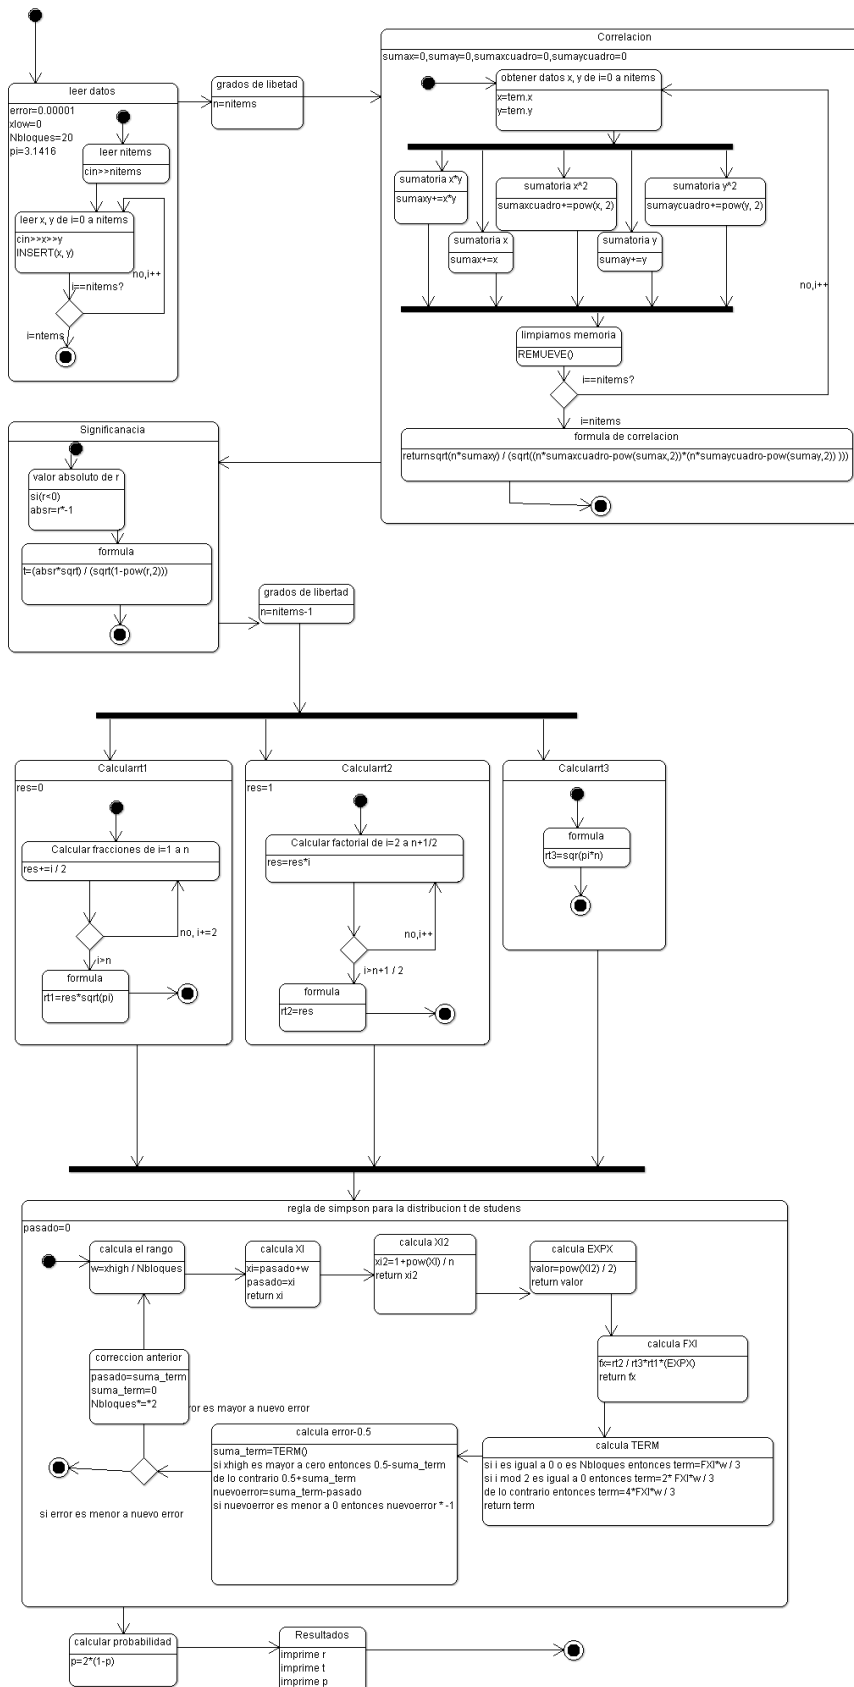 leer datos
error=0.00001
xlow=0
Nbloques=20
pi=3.1416
leer nitems
cin>>nitems
leer x, y de i=0 a nitems
cin>>x>>y
INSERT(x, y)
no,i++
i==nitems?
i=ntems
grados de libetad
n=nitems
Correlacion
sumax=0,sumay=0,sumaxcuadro=0,sumaycuadro=0
obtener datos x, y de i=0 a nitems
x=tem.x
y=tem.y
sumatoria x*y
sumaxy+=x*y
sumatoria x^2
sumaxcuadro+=pow(x, 2)
sumatoria y^2
sumaycuadro+=pow(y, 2)
sumatoria x
sumax+=x
sumatoria y
sumay+=y
no,i++
limpiamos memoria
REMUEVE()
i==nitems?
i=nitems
formula de correlacion
returnsqrt(n*sumaxy) / (sqrt((n*sumaxcuadro-pow(sumax,2))*(n*sumaycuadro-pow(sumay,2)) )))
Significanacia
valor absoluto de r
si(r<0)
absr=r*-1
formula
t=(absr*sqrt) / (sqrt(1-pow(r,2)))
grados de libertad
n=nitems-1
Calcularrt1
res=0
Calcular fracciones de i=1 a n
res+=i / 2
no, i+=2
i>n
formula
rt1=res*sqrt(pi)
Calcularrt2
res=1
Calcular factorial de i=2 a n+1/2
res=res*i
no,i++
i>n+1 / 2
formula
rt2=res
Calcularrt3
formula
rt3=sqr(pi*n)
regla de simpson para la distribucion t de studens
pasado=0
calcula el rango
w=xhigh / Nbloques
calcula XI
xi=pasado+w
pasado=xi
return xi
calcula XI2
xi2=1+pow(XI) / n
return xi2
calcula EXPX
valor=pow(XI2) / 2)
return valor
calcula FXI
fx=rt2 / rt3*rt1*(EXPX)
return fx
correccion anterior
pasado=suma_term
suma_term=0
Nbloques*=*2
ror es mayor a nuevo error
calcula error-0.5
suma_term=TERM()
si xhigh es mayor a cero entonces 0.5-suma_term
de lo contrario 0.5+suma_term
nuevoerror=suma_term-pasado
si nuevoerror es menor a 0 entonces nuevoerror * -1
calcula TERM
si i es igual a 0 o es Nbloques entonces term=FXI*w / 3
si i mod 2 es igual a 0 entonces term=2* FXI*w / 3
de lo contrario entonces term=4*FXI*w / 3
return term
si error es menor a nuevo error
calcular probabilidad
p=2*(1-p)
Resultados
imprime r
imprime t
imprime p